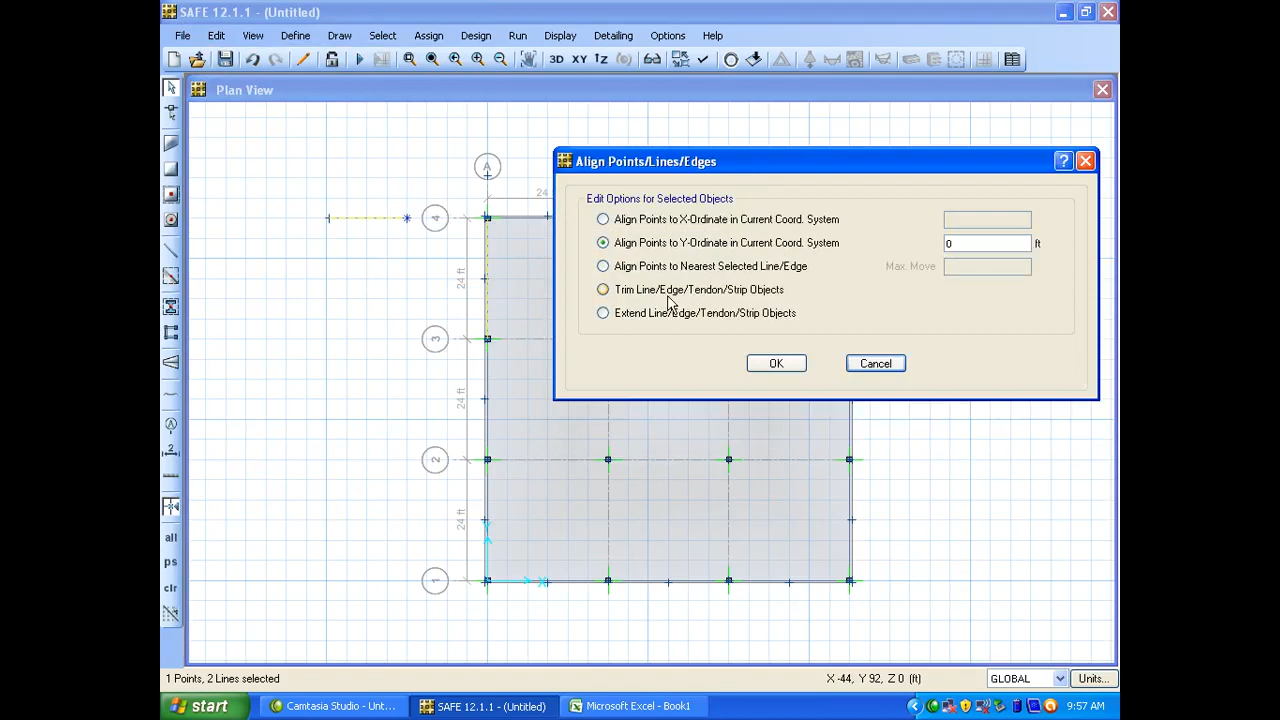 SAFE 12.1.1 - (Untitled)
File Edit View Define Draw Select Assign Design Run Display Detailing Options Help
3D XY
Plan View
A
Align Points/Lines/Edges
Edit Options for Selected Objects
24
4
Align Points to X-Ordinate in Current Coord. System
Align Points to Y-Ordinate in Current Coord. System 0 ft
Align Points to Nearest Selected Line/Edge Max. Move
24 ft
Trim Line/Edge/Tendon/Strip Objects
Extend Line/Edge/Tendon/Strip Objects
3
OK Cancel
24 ft
A
2
2
24 ft
Y
all
ps
1
X
clr
1 Points, 2 Lines selected X -44, Y 92, Z 0 (ft) GLOBAL Units...
start Camtasia Studio - Unt... SAFE 12.1.1 - (Untitled) Microsoft Excel - Book1 9:57 AM